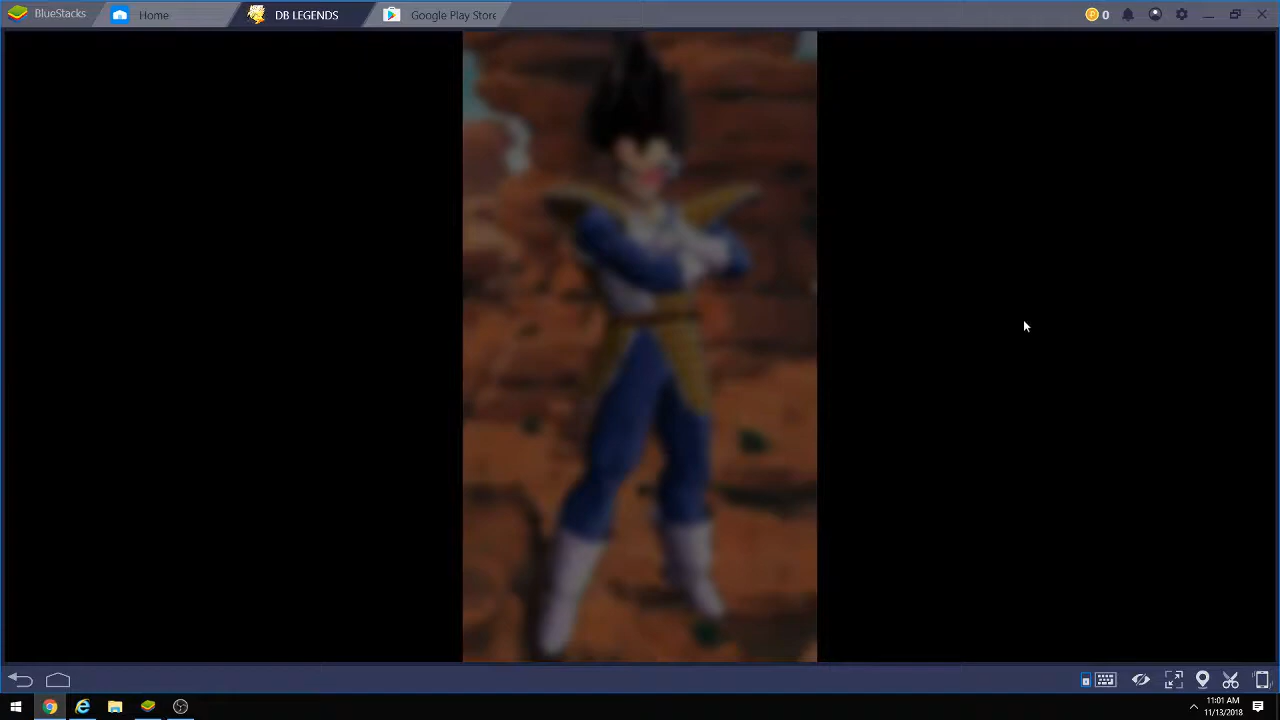 BlueStacks
Home
DB LEGENDS
Google Play Store
0
11:01 AM
11/13/2018